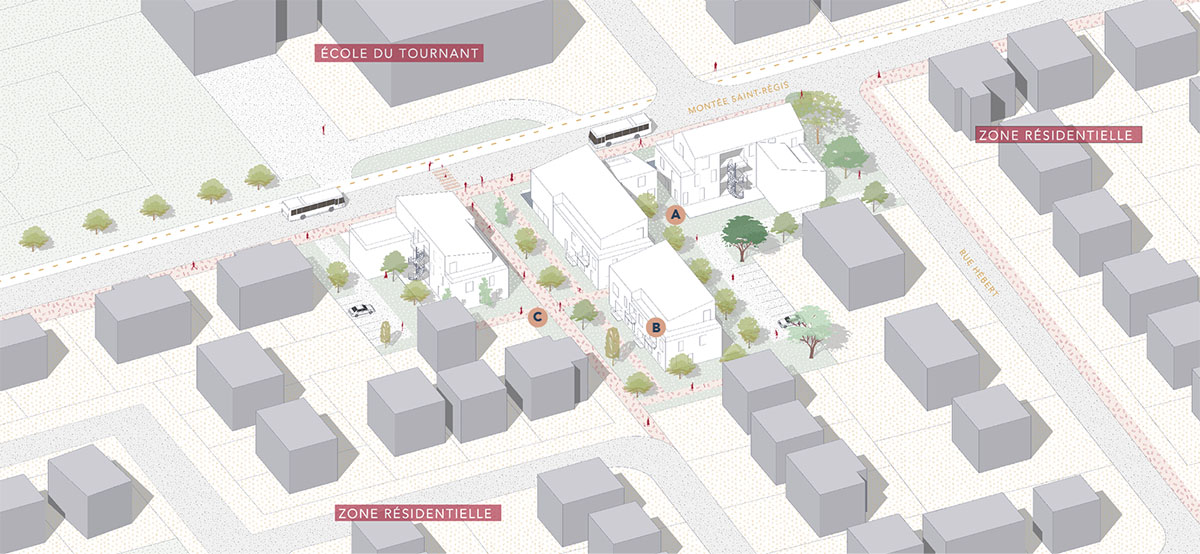 ÉCOLE DU TOURNANT
MONTÉE SAINT-RÉGIS
ZONE RÉSIDENTIELLE
A
RUE HÉBERT
C
B
ZONE RÉSIDENTIELLE